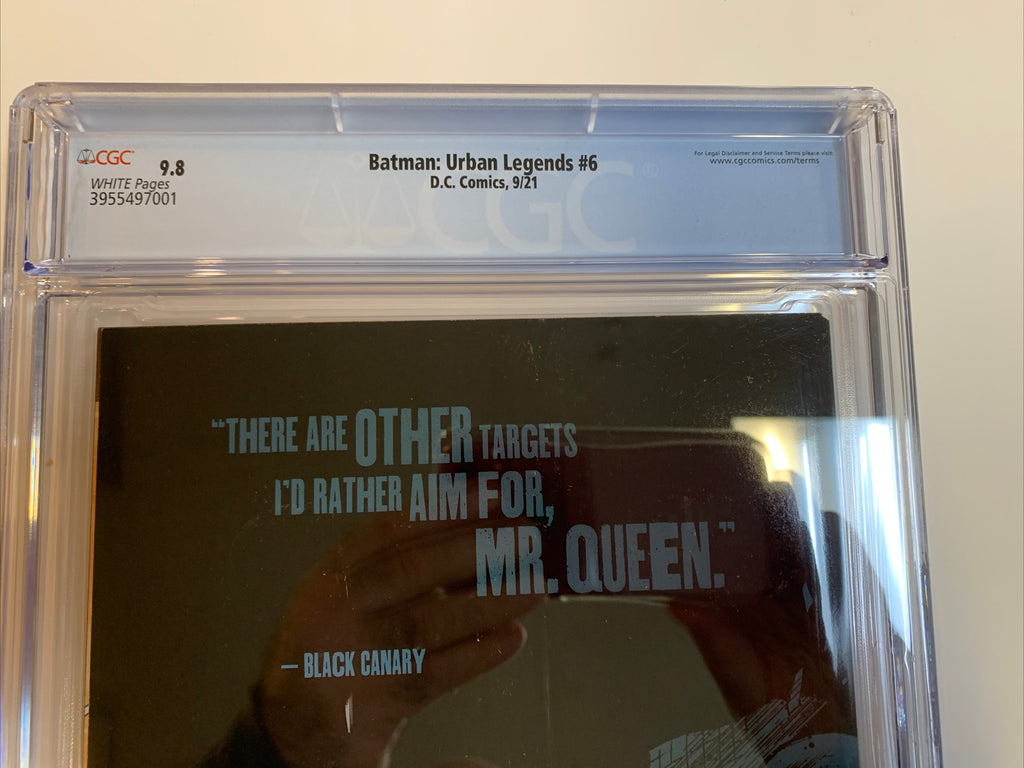 CGC
9.8
WHITE Pages
3955497001
Batman: Urban Legends #6
D.C. Comics, 9/21
For Legal Disclaimer and Service Terms please visit:
www.cgccomics.com/terms
CGC
"THERE ARE OTHER TARGETS
I'D RATHER AIM FOR,
MR. QUEEN."
— BLACK CANARY